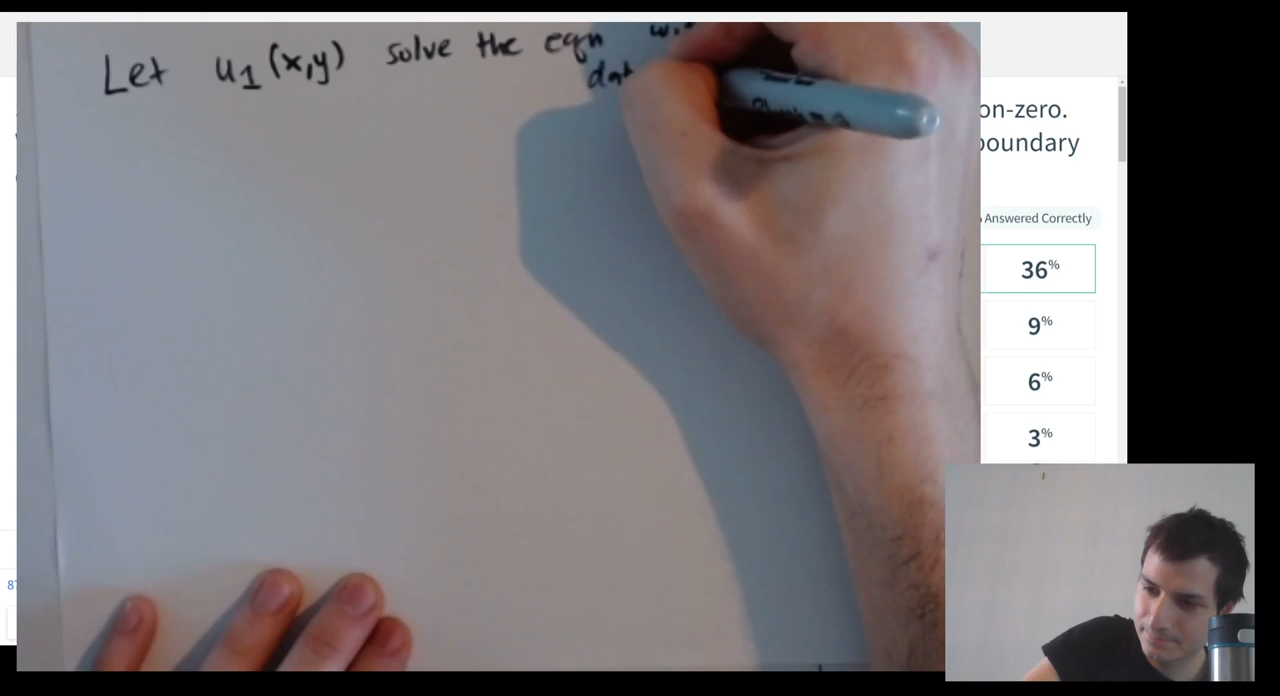 Let u₁(x,y) solve the eqn
on-zero.
boundary
Answered Correctly
36%
9%
6%
3%